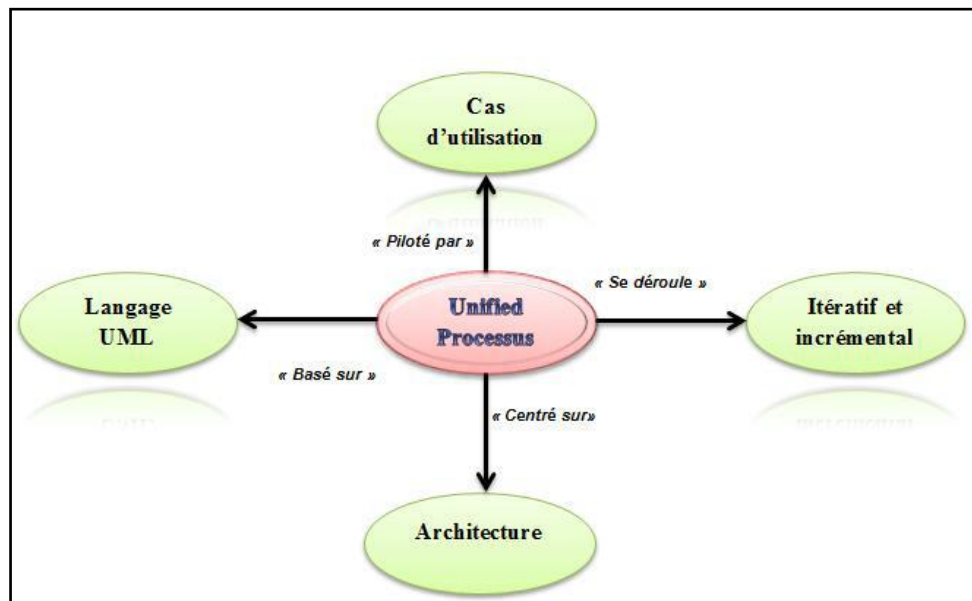 Cas
d'utilisation
« Piloté par »
« Se déroule »
Langage
UML
Unified
Processus
Itératif et
incrémental
« Basé sur »
« Centré sur»
Architecture